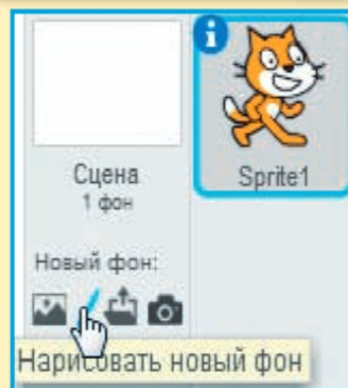 Сцена
1 фон
Sprite1
Новый фон:
Нарисовать новый фон